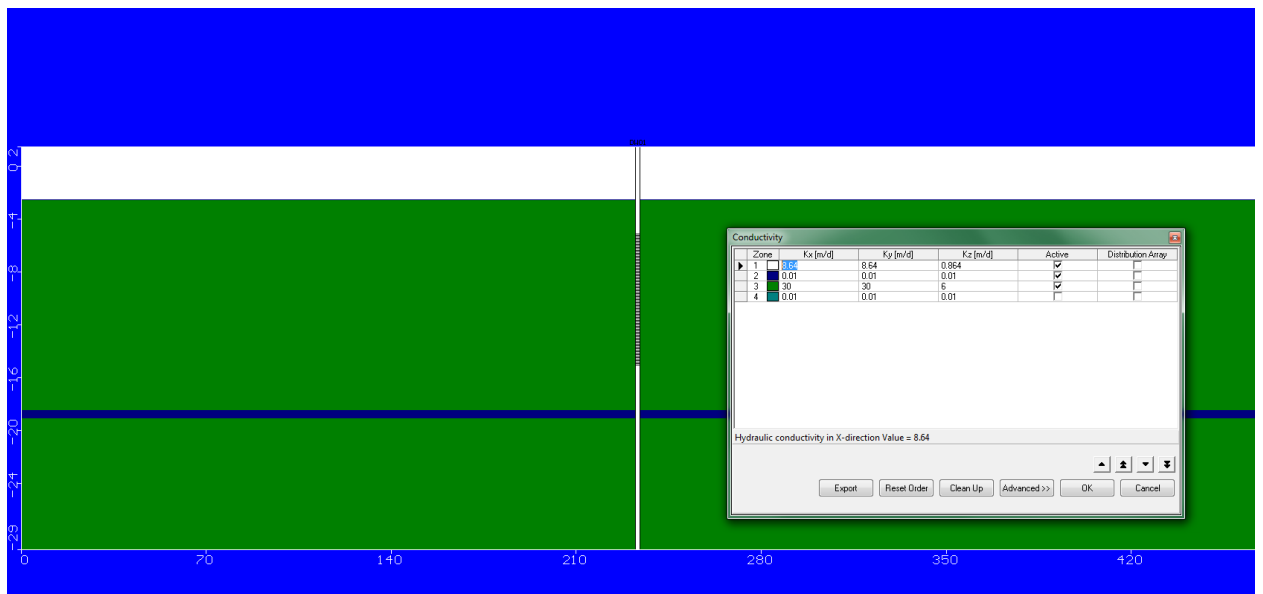 2
0
-4
-8
-12
-16
-20
-24
-29
0 70 140 210 280 350 420
Conductivity
Zone Kx [m/d] Ky [m/d] Kz [m/d] Active Distribution Array
1 8.64 8.64 0.864
2 0.01 0.01 0.01
3 30 30 6
4 0.01 0.01 0.01
Hydraulic conductivity in X-direction Value = 8.64
Export Reset Order Clean Up Advanced >> OK Cancel